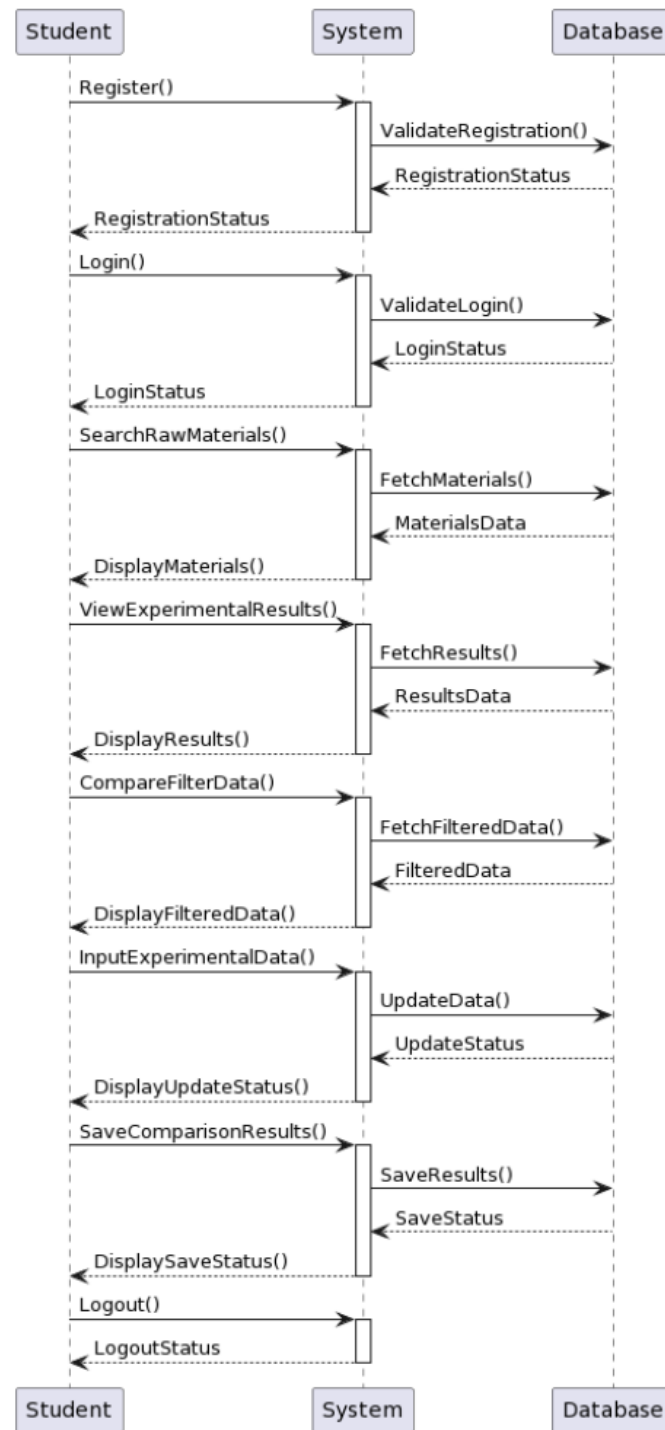 Student System Database
Register()
ValidateRegistration()
RegistrationStatus
RegistrationStatus
Login()
ValidateLogin()
LoginStatus
LoginStatus
SearchRawMaterials()
FetchMaterials()
MaterialsData
DisplayMaterials()
ViewExperimentalResults()
FetchResults()
ResultsData
DisplayResults()
CompareFilterData()
FetchFilteredData()
FilteredData
DisplayFilteredData()
InputExperimentalData()
UpdateData()
UpdateStatus
DisplayUpdateStatus()
SaveComparisonResults()
SaveResults()
SaveStatus
DisplaySaveStatus()
Logout()
LogoutStatus
Student System Database